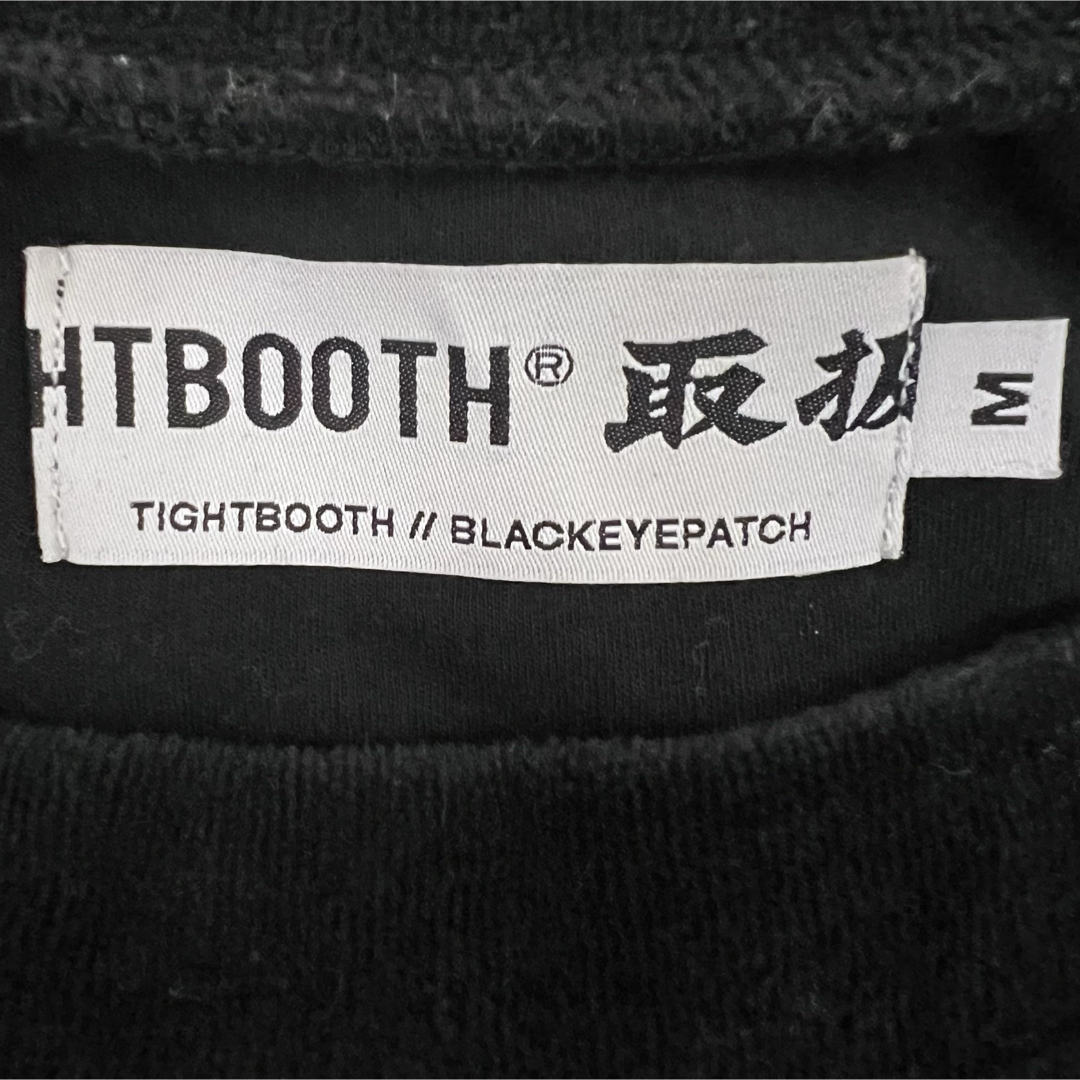 HTBOOTH® 取扱
M
TIGHTBOOTH // BLACKEYEPATCH